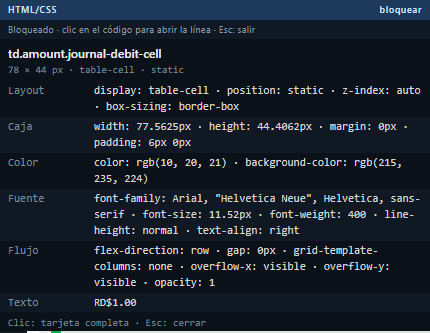 HTML/CSS bloquear
Bloqueado · clic en el código para abrir la línea · Esc: salir
td.amount.journal-debit-cell
78 × 44 px · table-cell · static
Layout display: table-cell · position: static · z-index: auto
· box-sizing: border-box
Caja width: 77.5625px · height: 44.4062px · margin: 0px ·
padding: 6px 0px
Color color: rgb(10, 20, 21) · background-color: rgb(215,
235, 224)
Fuente font-family: Arial, "Helvetica Neue", Helvetica, sans-
serif · font-size: 11.52px · font-weight: 400 · line-
height: normal · text-align: right
Flujo flex-direction: row · gap: 0px · grid-template-
columns: none · overflow-x: visible · overflow-y:
visible · opacity: 1
Texto RD$1.00
Clic: tarjeta completa · Esc: cerrar